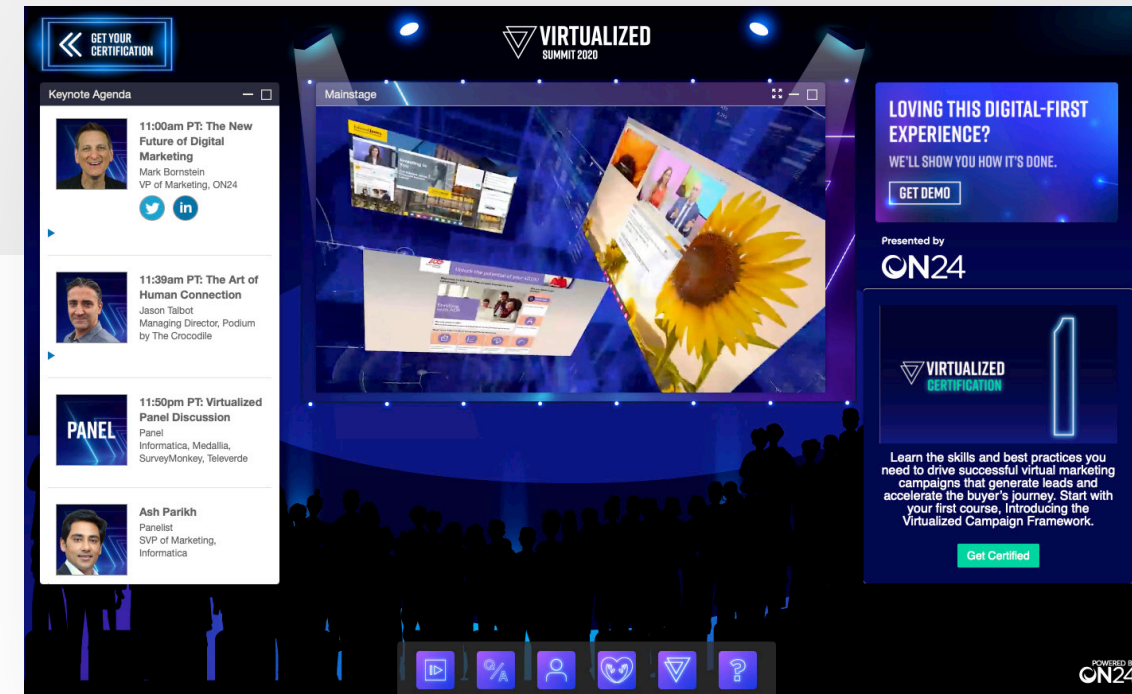 GET YOUR
CERTIFICATION
VIRTUALIZED
SUMMIT 2020
Keynote Agenda
11:00am PT: The New
Future of Digital
Marketing
Mark Bornstein
VP of Marketing, ON24
in
11:39am PT: The Art of
Human Connection
Jason Talbot
Managing Director, Podium
by The Crocodile
PANEL
11:50pm PT: Virtualized
Panel Discussion
Panel
Informatica, Medallia,
SurveyMonkey, Televerde
Ash Parikh
Panelist
SVP of Marketing,
Informatica
Mainstage
LOVING THIS DIGITAL-FIRST
EXPERIENCE?
WE'LL SHOW YOU HOW IT'S DONE.
GET DEMO
Presented by
ON24
VIRTUALIZED
CERTIFICATION
1
Learn the skills and best practices you
need to drive successful virtual marketing
campaigns that generate leads and
accelerate the buyer's journey. Start with
your first course, Introducing the
Virtualized Campaign Framework.
Get Certified
Q/A
?
POWERED B
ON24